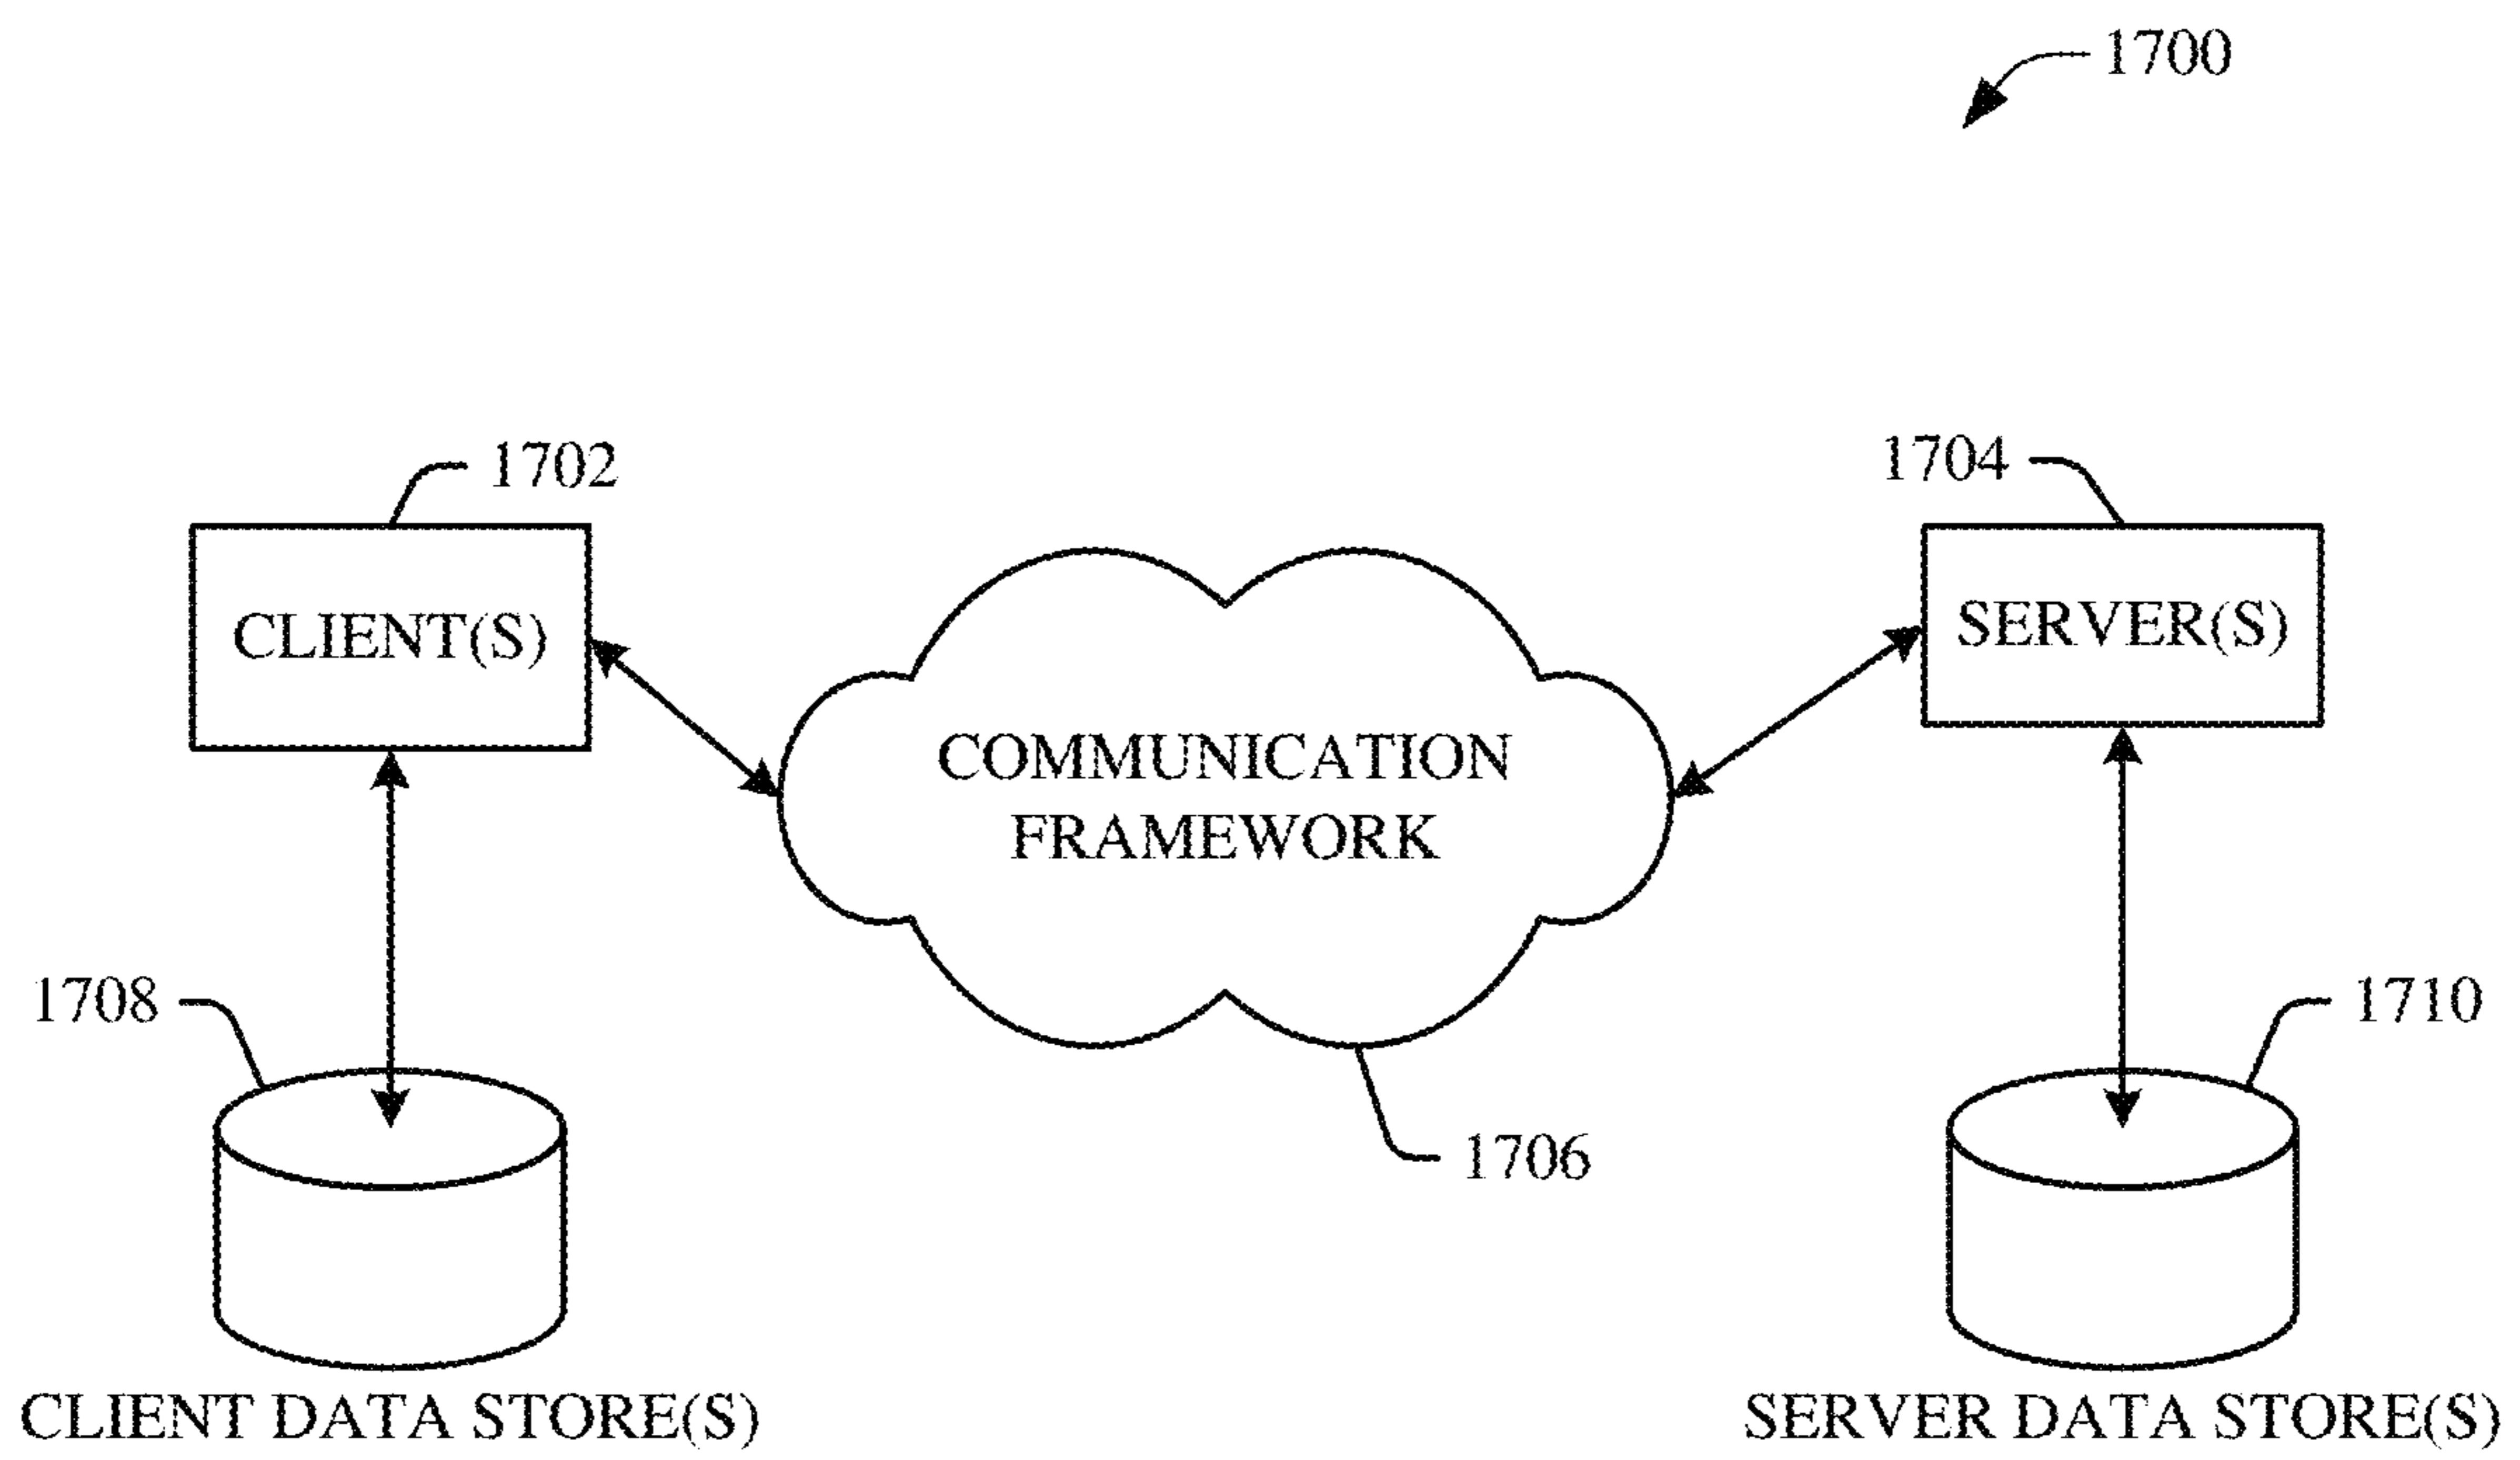 1700
1702
1704
CLIENT(S)
SERVER(S)
COMMUNICATION
FRAMEWORK
1708
1710
1706
CLIENT DATA STORE(S)
SERVER DATA STORE(S)